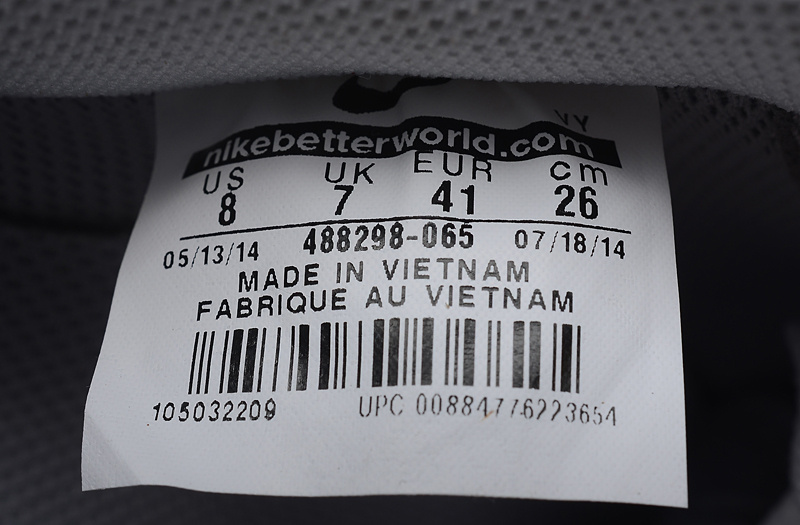 VY
nikebetterworld.com
US UK EUR cm
8 7 41 26
05/13/14 488298-065 07/18/14
MADE IN VIETNAM
FABRIQUE AU VIETNAM
105032209 UPC 00884776223654